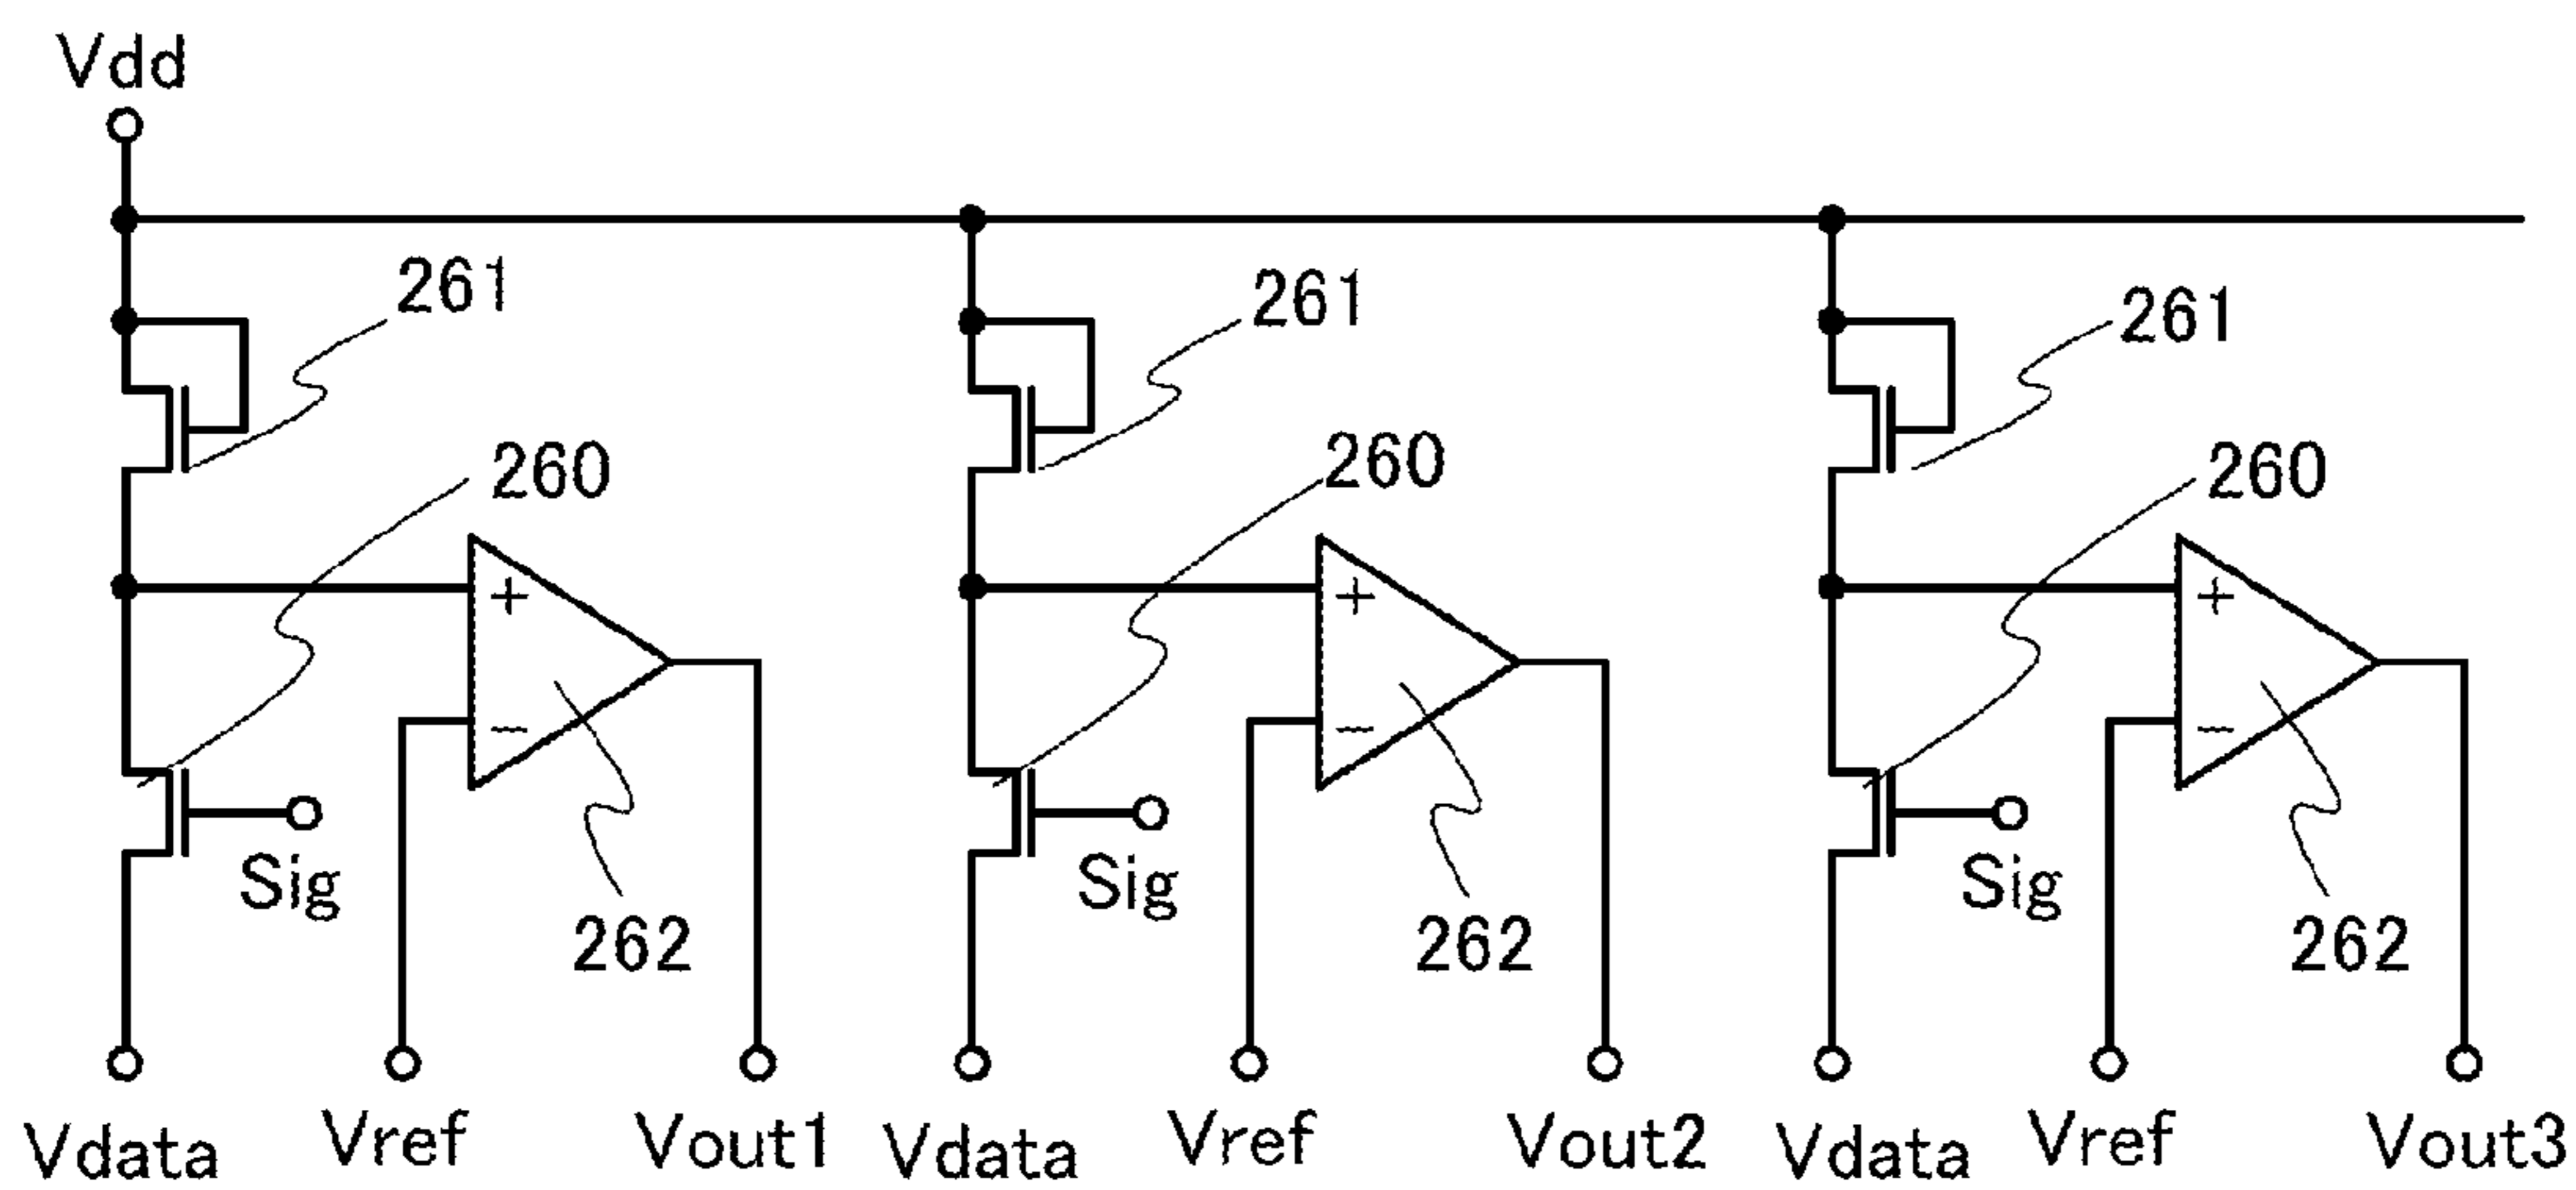 Vdd
261
261
261
260
260
260
+
+
+
−
−
−
Sig
Sig
Sig
262
262
262
Vdata
Vref
Vout1
Vdata
Vref
Vout2
Vdata
Vref
Vout3